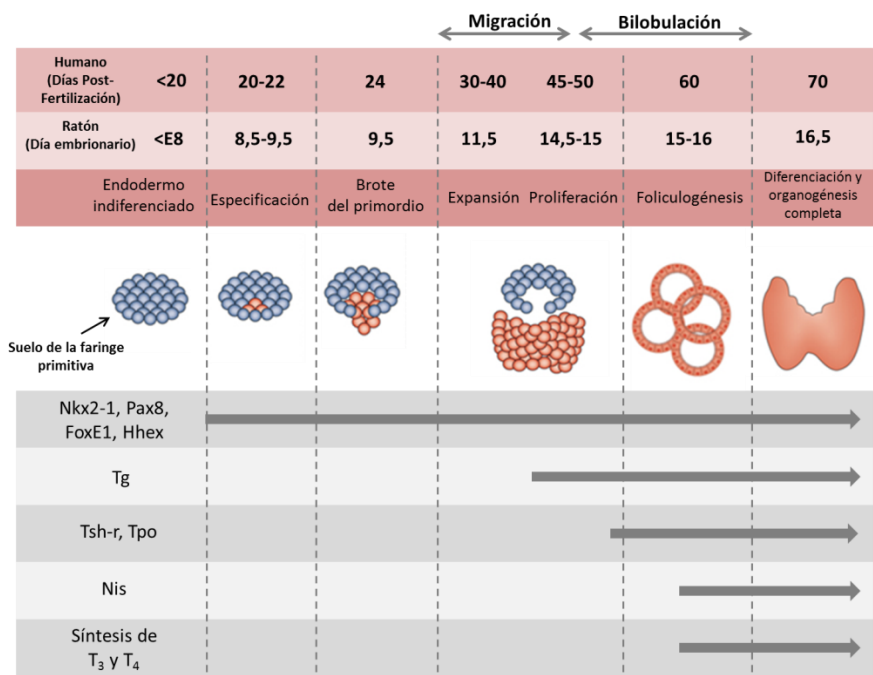 Migración Bilobulación
Humano
(Días Post-
Fertilización)
<20 20-22 24 30-40 45-50 60 70
Ratón
(Día embrionario)
<E8 8,5-9,5 9,5 11,5 14,5-15 15-16 16,5
Endodermo
indiferenciado
Especificación
Brote
del primordio
Expansión Proliferación
Foliculogénesis
Diferenciación y
organogénesis
completa
Suelo de la faringe
primitiva
Nkx2-1, Pax8,
FoxE1, Hhex
Tg
Tsh-r, Tpo
Nis
Síntesis de
T3 y T4